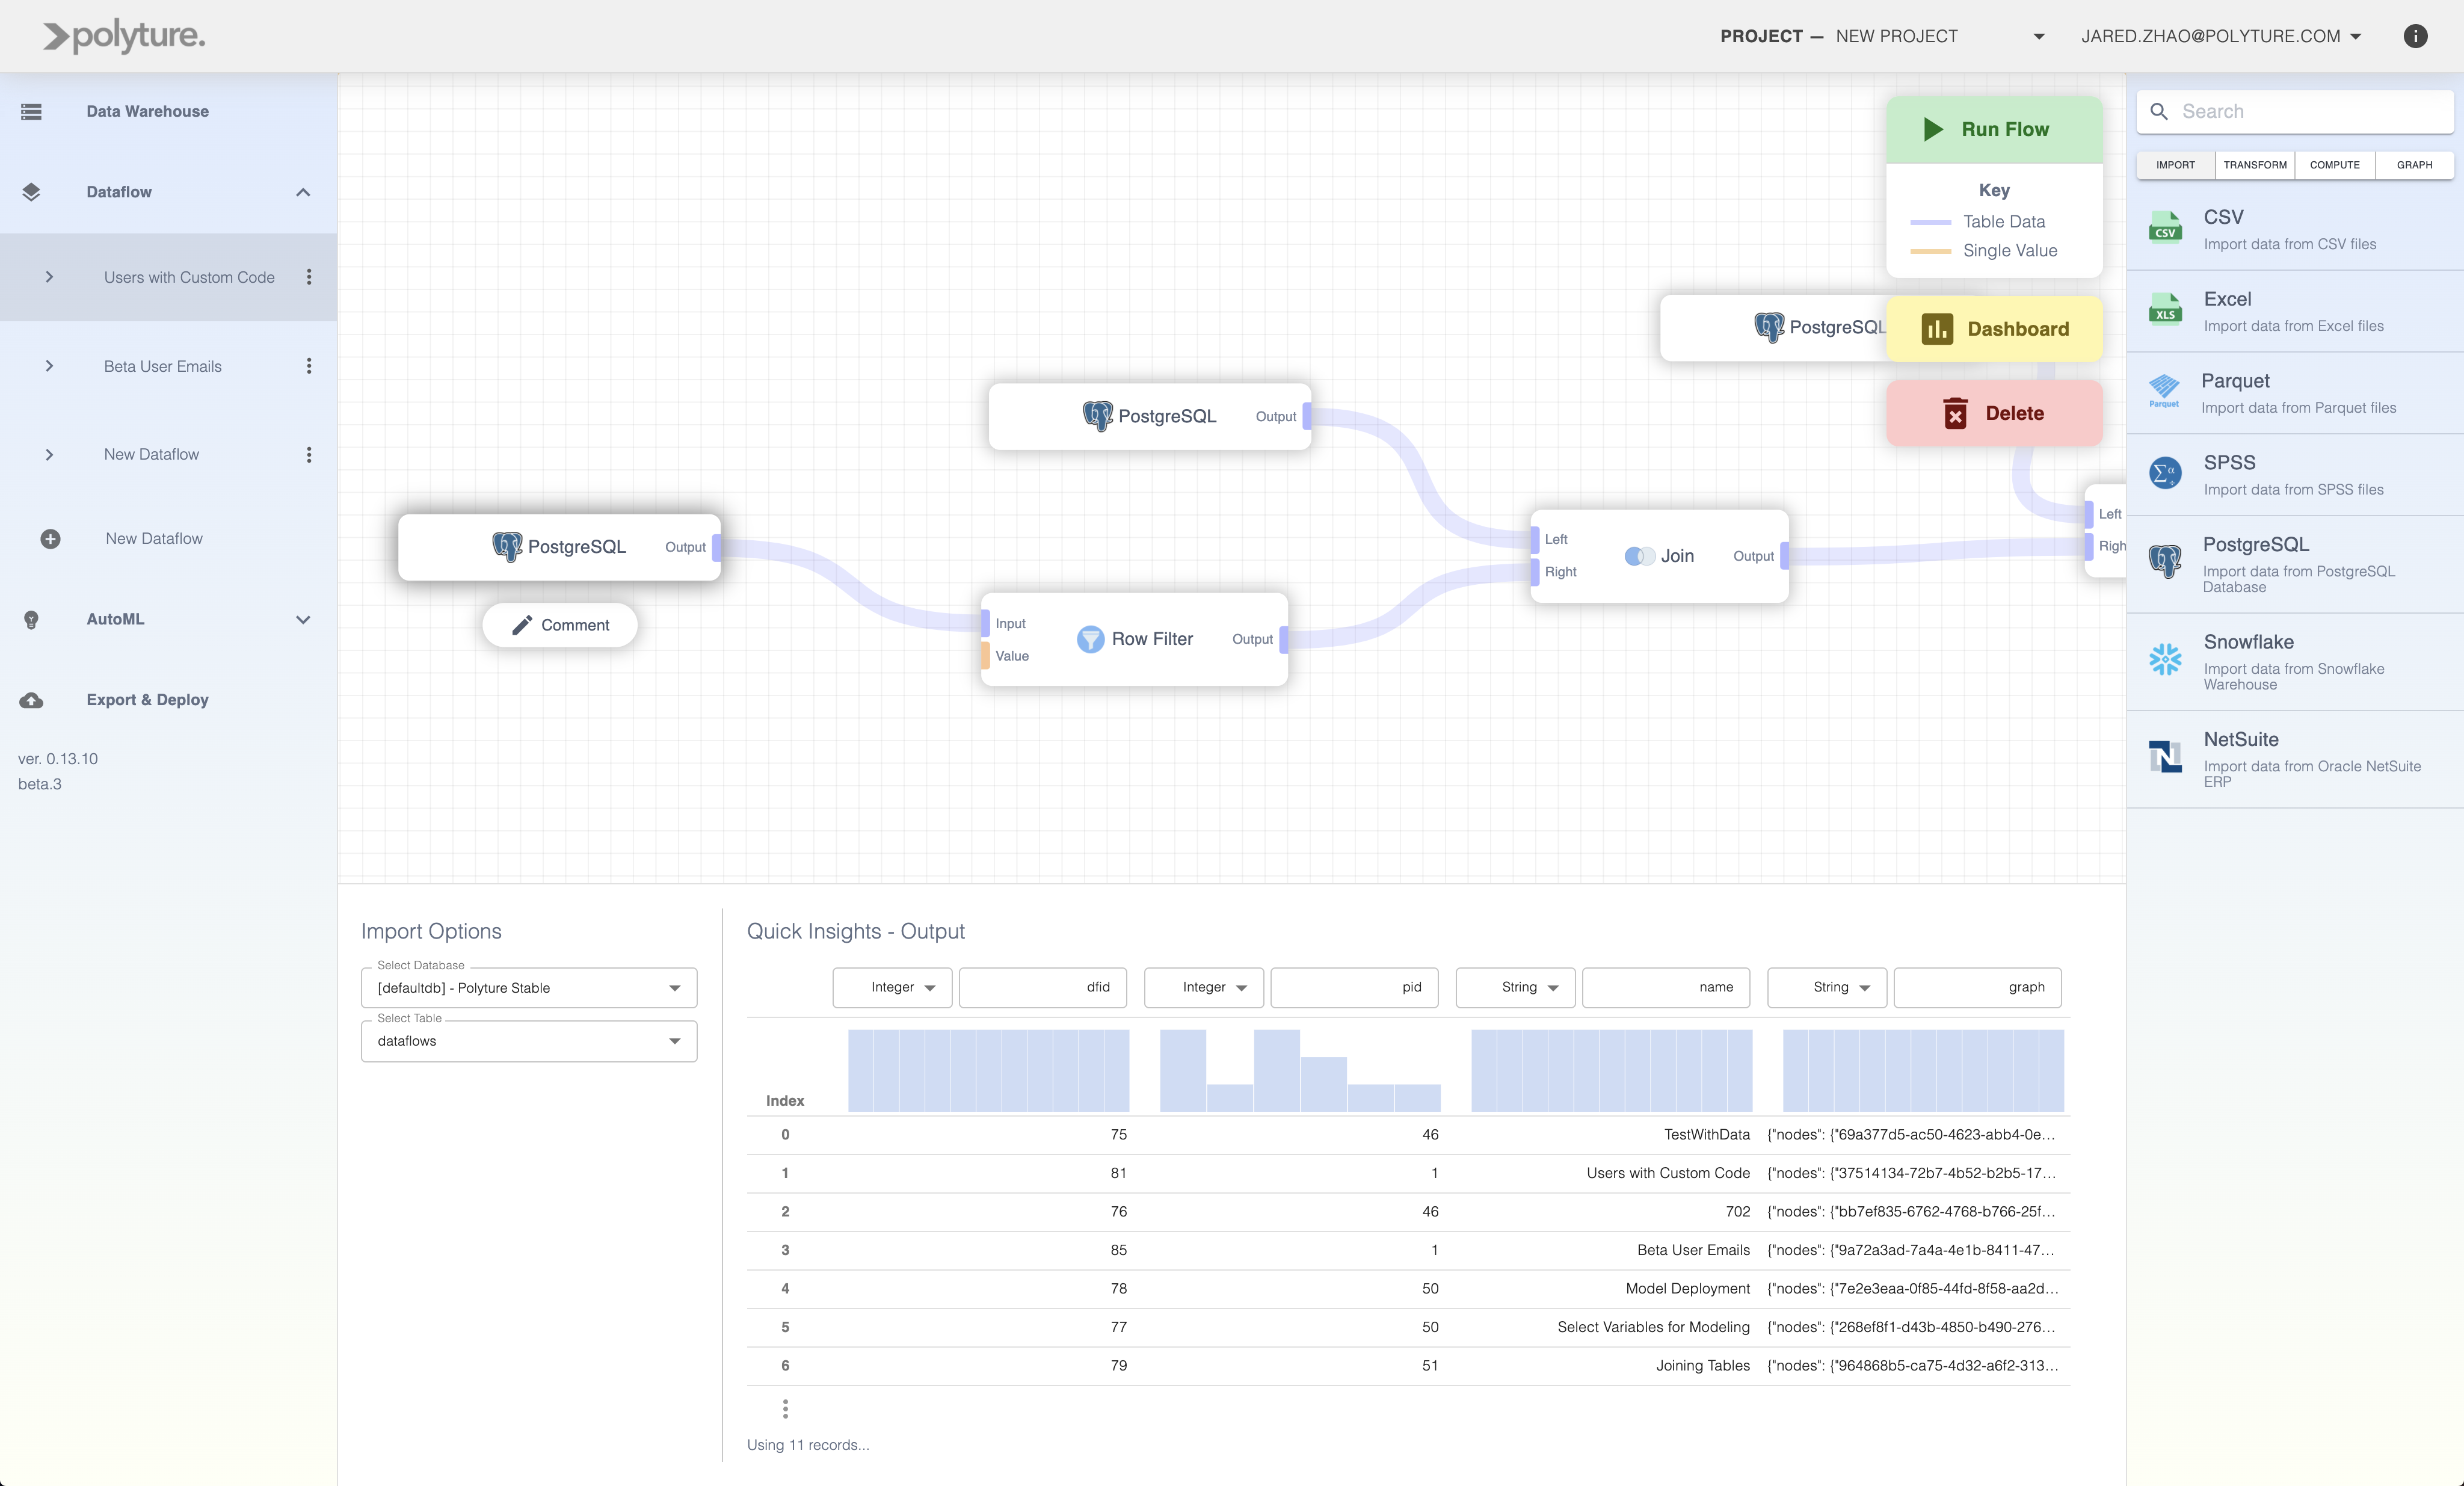 polyture.
PROJECT — NEW PROJECT
JARED.ZHAO@POLYTURE.COM
Data Warehouse
Dataflow
Users with Custom Code
Beta User Emails
New Dataflow
New Dataflow
AutoML
Export & Deploy
ver. 0.13.10
beta.3
Run Flow
Key
Table Data
Single Value
PostgreSQL
Dashboard
Delete
PostgreSQL
Output
PostgreSQL
Output
Comment
Input
Value
Row Filter
Output
Left
Right
Join
Output
Left
Righ
Search
IMPORT
TRANSFORM
COMPUTE
GRAPH
CSV
CSV
Import data from CSV files
XLS
Excel
Import data from Excel files
Parquet
Parquet
Import data from Parquet files
SPSS
Import data from SPSS files
PostgreSQL
Import data from PostgreSQL
Database
Snowflake
Import data from Snowflake
Warehouse
N
NetSuite
Import data from Oracle NetSuite
ERP
Import Options
Select Database
[defaultdb] - Polyture Stable
Select Table
dataflows
Quick Insights - Output
Integer dfid Integer pid String name String graph
Index
0 75 46 TestWithData {"nodes": {"69a377d5-ac50-4623-abb4-0e...
1 81 1 Users with Custom Code {"nodes": {"37514134-72b7-4b52-b2b5-17...
2 76 46 702 {"nodes": {"bb7ef835-6762-4768-b766-25f...
3 85 1 Beta User Emails {"nodes": {"9a72a3ad-7a4a-4e1b-8411-47...
4 78 50 Model Deployment {"nodes": {"7e2e3eaa-0f85-44fd-8f58-aa2d...
5 77 50 Select Variables for Modeling {"nodes": {"268ef8f1-d43b-4850-b490-276...
6 79 51 Joining Tables {"nodes": {"964868b5-ca75-4d32-a6f2-313...
Using 11 records...